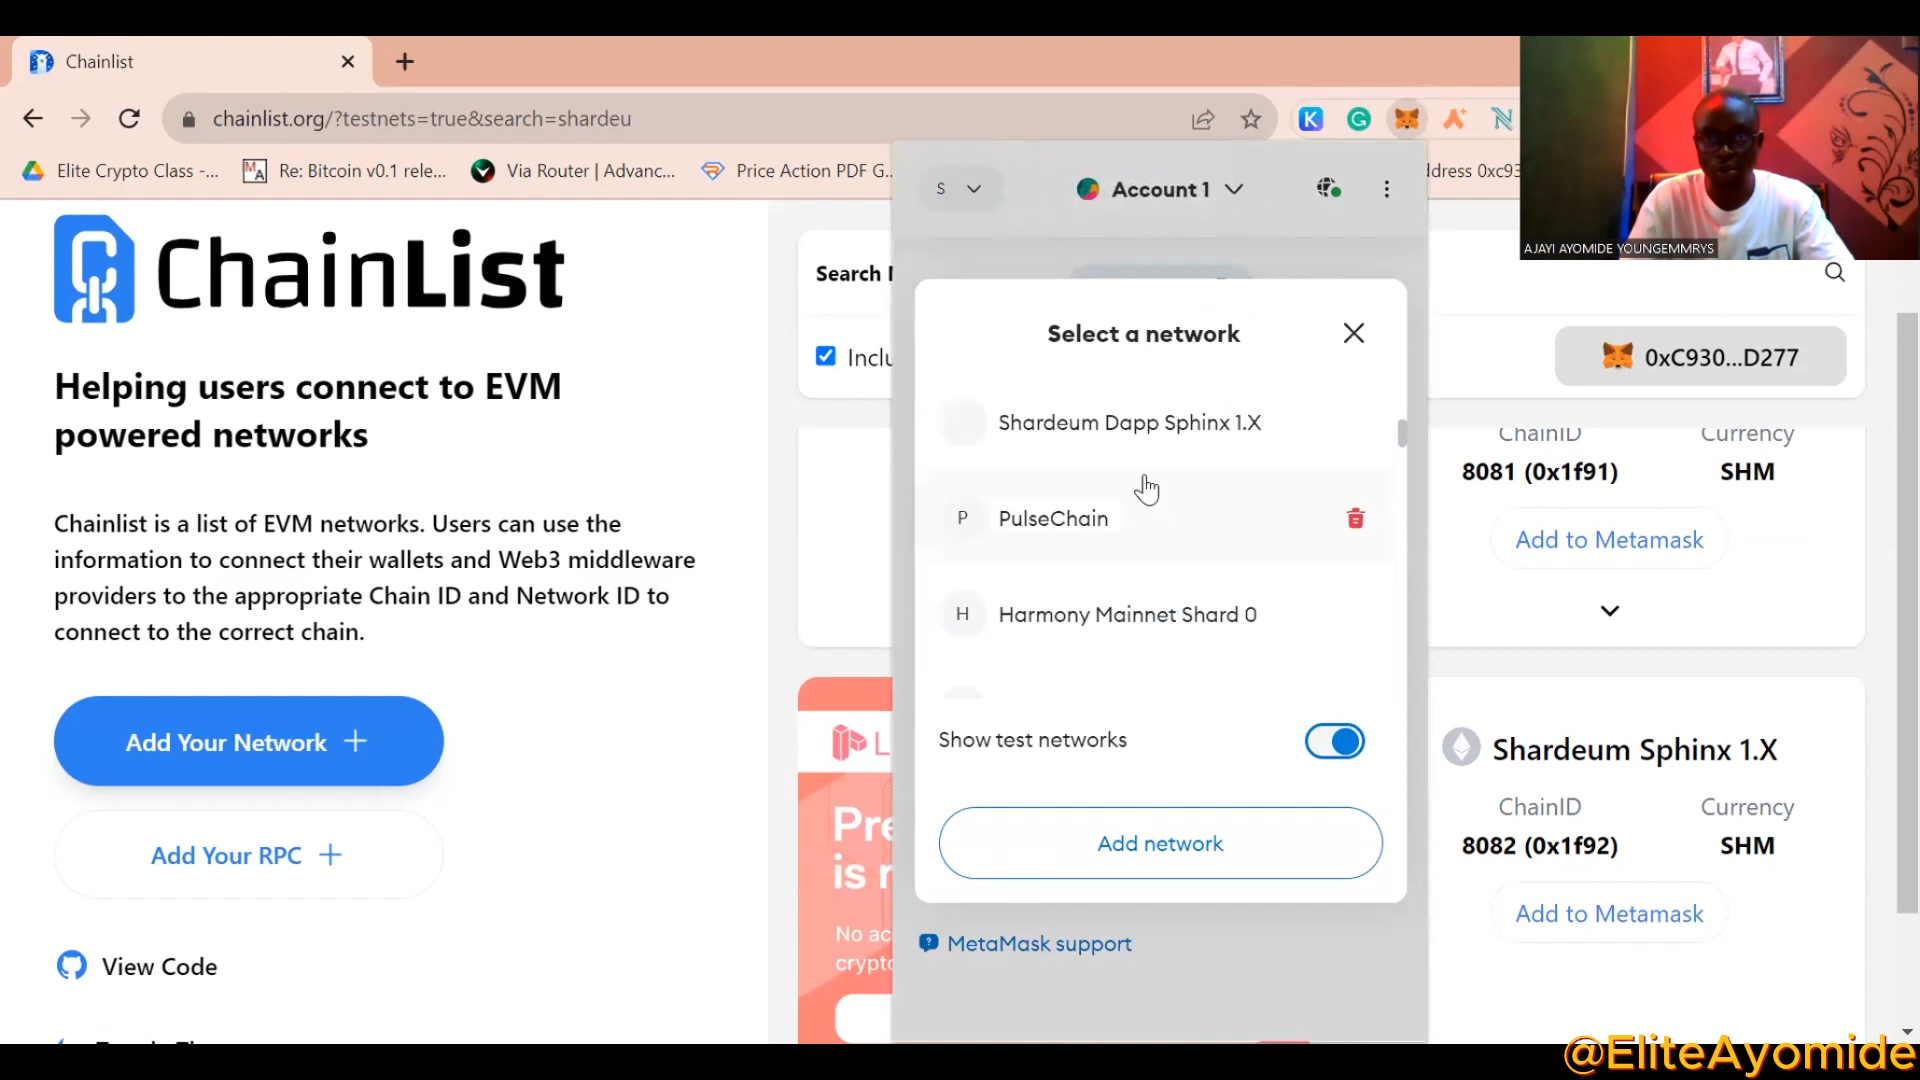 Chainlist
chainlist.org/?testnets=true&search=shardeu
Elite Crypto Class -...
MA
Re: Bitcoin v0.1 rele...
Via Router | Advanc...
Price Action PDF G...
ddress 0xc93
S
Account 1
AJAYI AYOMIDE YOUNGEMMRYS
ChainList
Search
Select a network
Inclu
0xC930...D277
Helping users connect to EVM
powered networks
Shardeum Dapp Sphinx 1.X
ChainID
Currency
8081 (0x1f91)
SHM
P
PulseChain
Add to Metamask
Chainlist is a list of EVM networks. Users can use the
information to connect their wallets and Web3 middleware
providers to the appropriate Chain ID and Network ID to
connect to the correct chain.
H
Harmony Mainnet Shard 0
Add Your Network +
Show test networks
L
Shardeum Sphinx 1.X
ChainID
Currency
8082 (0x1f92)
SHM
Pre
is r
Add Your RPC +
Add network
Add to Metamask
No ac
crypto
MetaMask support
View Code
@EliteAyomide